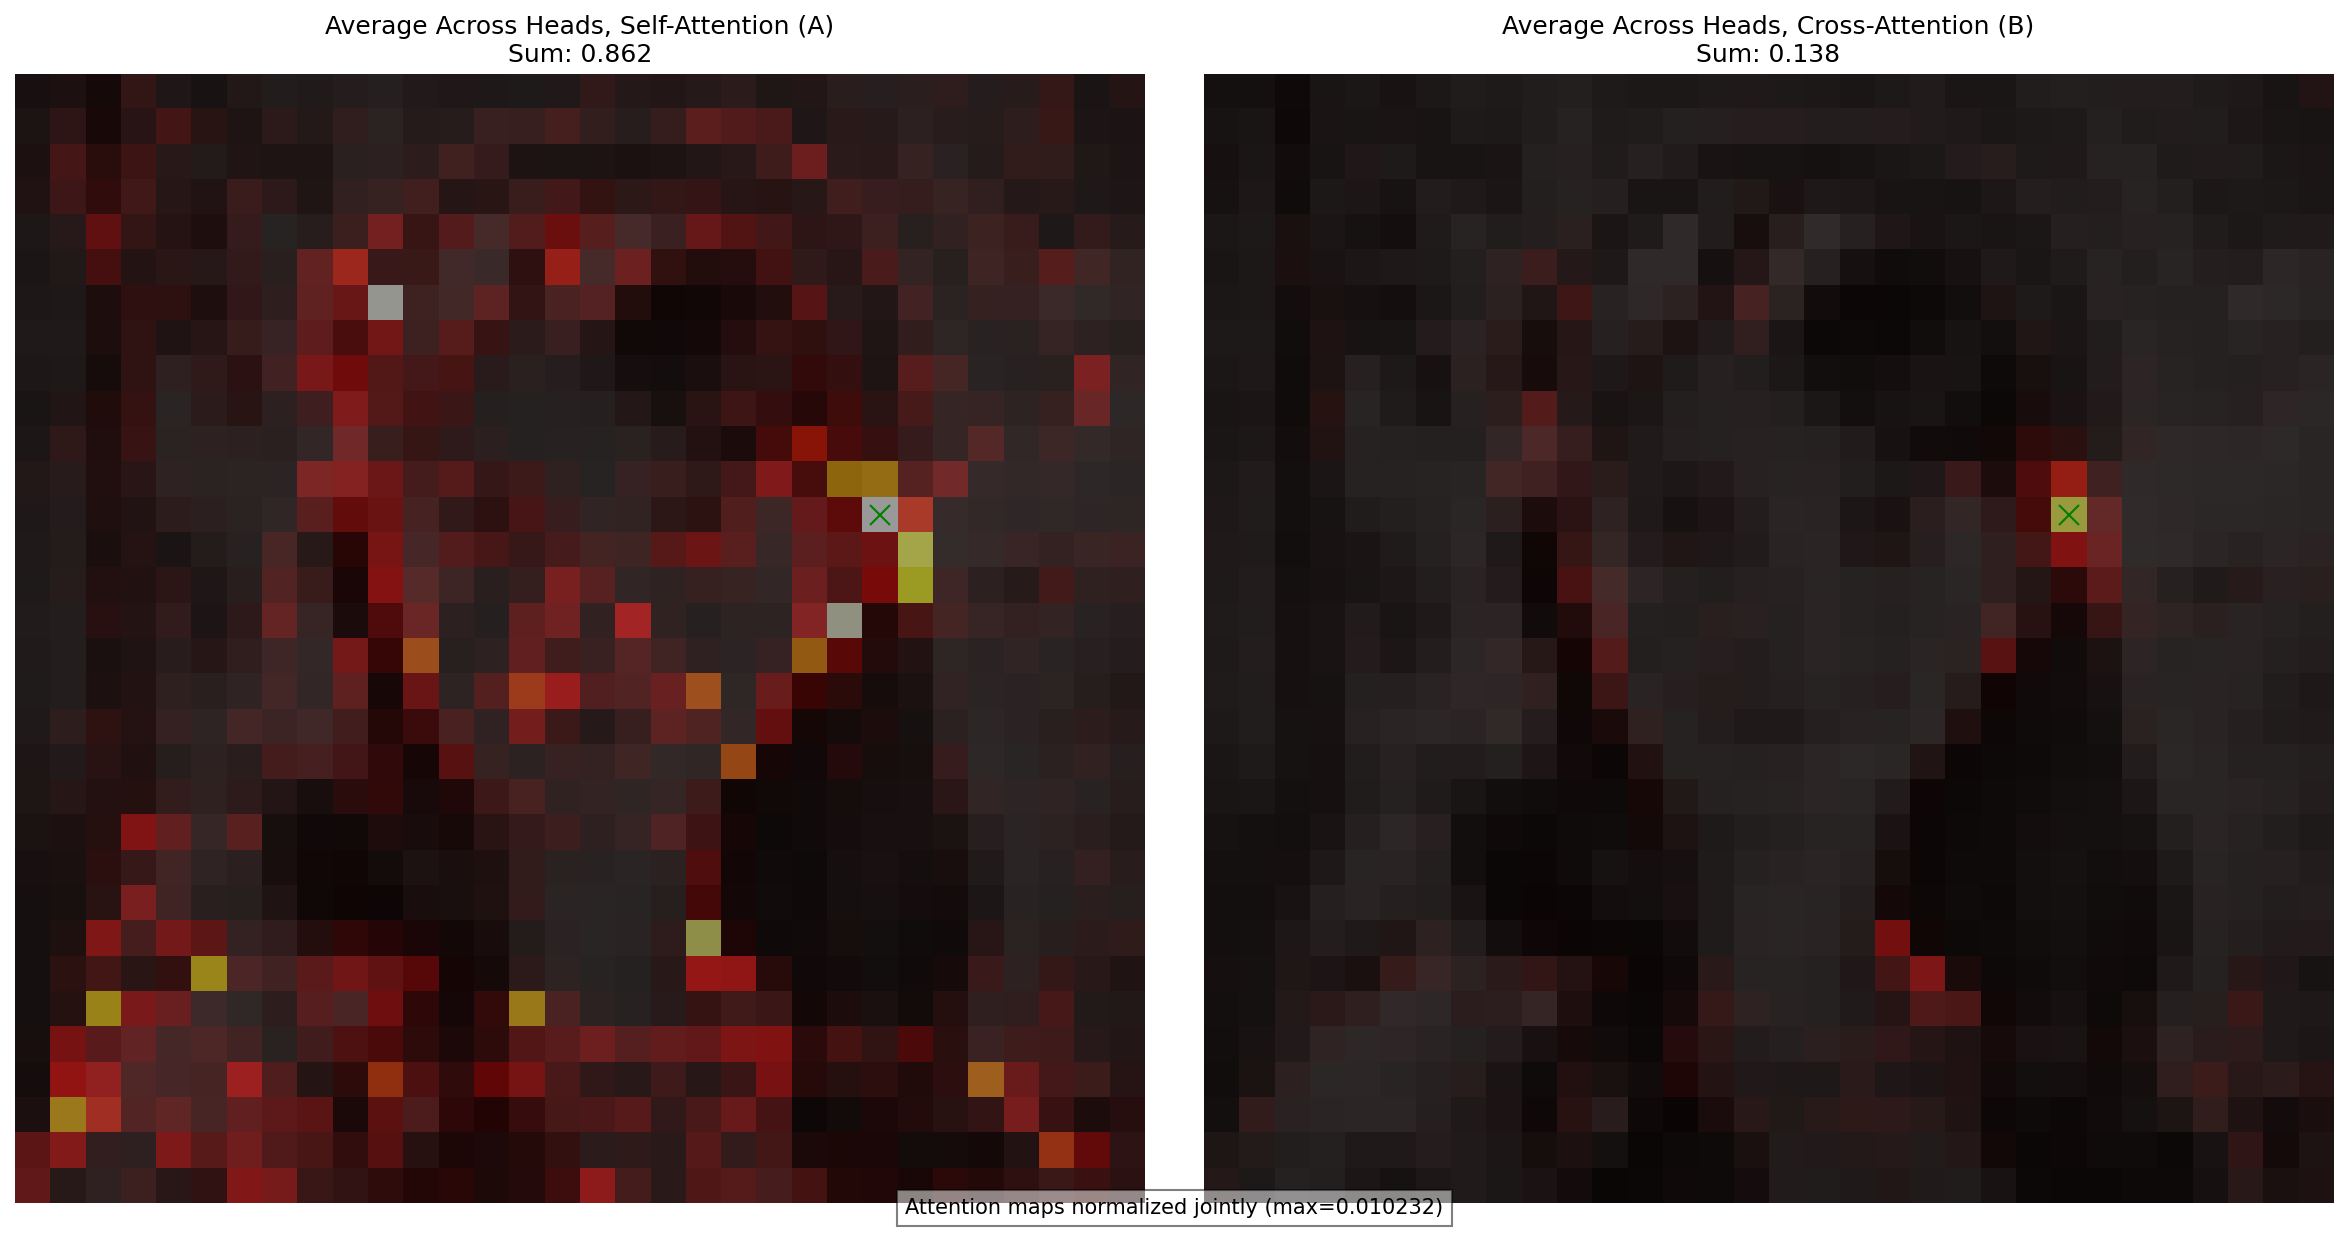 Average Across Heads, Self-Attention (A)
Sum: 0.862
Average Across Heads, Cross-Attention (B)
Sum: 0.138
Attention maps normalized jointly (max=0.010232)